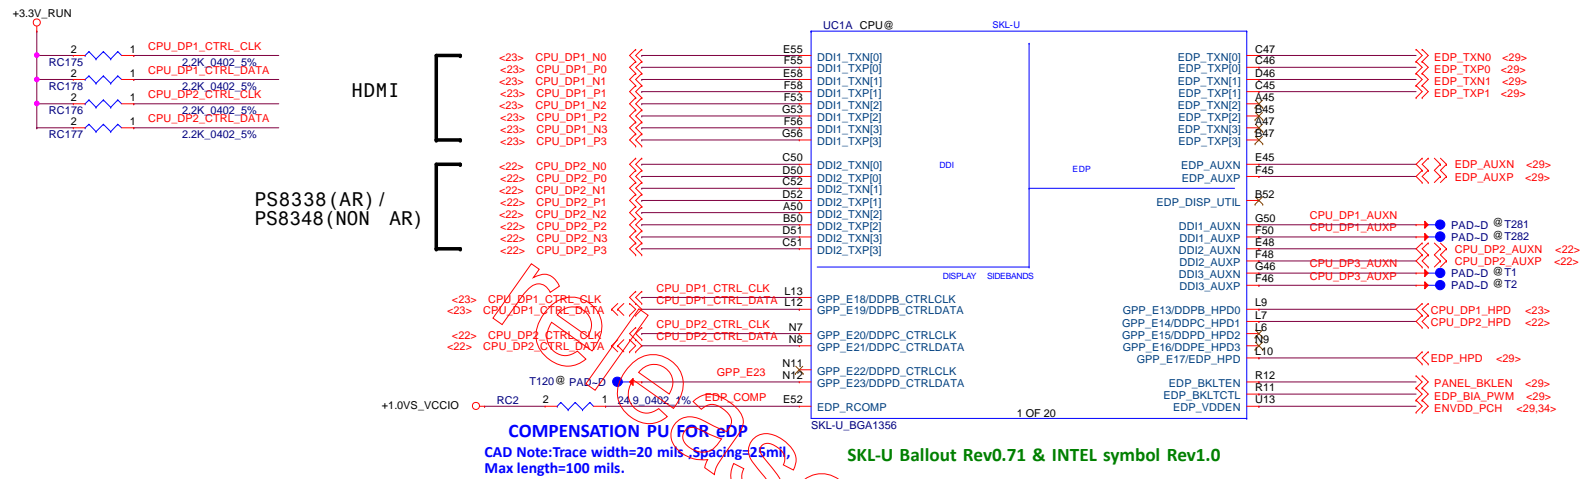 +3.3V_RUN
2 1 CPU_DP1_CTRL_CLK
RC175 2.2K_0402_5%
2 1 CPU_DP1_CTRL_DATA
RC178 2.2K_0402_5%
2 1 CPU_DP2_CTRL_CLK
RC176 2.2K_0402_5%
2 1 CPU_DP2_CTRL_DATA
RC177 2.2K_0402_5%
HDMI
PS8338(AR)/
PS8348(NON AR)
UC1A CPU@ SKL-U
<23> CPU_DP1_N0 E55 DDI1_TXN[0]
<23> CPU_DP1_P0 F55 DDI1_TXP[0]
<23> CPU_DP1_N1 E58 DDI1_TXN[1]
<23> CPU_DP1_P1 F58 DDI1_TXP[1]
<23> CPU_DP1_N2 F53 DDI1_TXN[2]
<23> CPU_DP1_P2 G53 DDI1_TXP[2]
<23> CPU_DP1_N3 F56 DDI1_TXN[3]
<23> CPU_DP1_P3 G56 DDI1_TXP[3]
<22> CPU_DP2_N0 C50 DDI2_TXN[0]
<22> CPU_DP2_P0 D50 DDI2_TXP[0]
<22> CPU_DP2_N1 C52 DDI2_TXN[1]
<22> CPU_DP2_P1 D52 DDI2_TXP[1]
<22> CPU_DP2_N2 A50 DDI2_TXN[2]
<22> CPU_DP2_P2 B50 DDI2_TXP[2]
<22> CPU_DP2_N3 D51 DDI2_TXN[3]
<22> CPU_DP2_P3 C51 DDI2_TXP[3]
DDI
EDP
DISPLAY SIDEBANDS
<23> CPU_DP1_CTRL_CLK CPU_DP1_CTRL_CLK L13 GPP_E18/DDPB_CTRLCLK
<23> CPU_DP1_CTRL_DATA CPU_DP1_CTRL_DATA L12 GPP_E19/DDPB_CTRLDATA
<22> CPU_DP2_CTRL_CLK CPU_DP2_CTRL_CLK N7 GPP_E20/DDPC_CTRLCLK
<22> CPU_DP2_CTRL_DATA CPU_DP2_CTRL_DATA N8 GPP_E21/DDPC_CTRLDATA
N11 GPP_E22/DDPD_CTRLCLK
T120@ PAD~D GPP_E23 N12 GPP_E23/DDPD_CTRLDATA
+1.0VS_VCCIO RC2 2 1 24.9_0402_1% EDP_COMP E52 EDP_RCOMP
EDP_TXN[0] C47 EDP_TXN0 <29>
EDP_TXP[0] C46 EDP_TXP0 <29>
EDP_TXN[1] D46 EDP_TXN1 <29>
EDP_TXP[1] C45 EDP_TXP1 <29>
EDP_TXN[2] A45
EDP_TXP[2] B45
EDP_TXN[3] A47
EDP_TXP[3] B47
EDP_AUXN E45 EDP_AUXN <29>
EDP_AUXP F45 EDP_AUXP <29>
EDP_DISP_UTIL B52
DDI1_AUXN G50 CPU_DP1_AUXN PAD~D @T281
DDI1_AUXP F50 CPU_DP1_AUXP PAD~D @T282
DDI2_AUXN E48 CPU_DP2_AUXN <22>
DDI2_AUXP F48 CPU_DP2_AUXP <22>
DDI3_AUXN G46 CPU_DP3_AUXN PAD~D @T1
DDI3_AUXP F46 CPU_DP3_AUXP PAD~D @T2
GPP_E13/DDPB_HPD0 L9 CPU_DP1_HPD <23>
GPP_E14/DDPC_HPD1 L7 CPU_DP2_HPD <22>
GPP_E15/DDPD_HPD2 L6
GPP_E16/DDPE_HPD3 N9
GPP_E17/EDP_HPD L10 EDP_HPD <29>
EDP_BKLTEN R12 PANEL_BKLEN <29>
EDP_BKLTCTL R11 EDP_BIA_PWM <29>
EDP_VDDEN U13 ENVDD_PCH <29,34>
1 OF 20
SKL-U_BGA1356
COMPENSATION PU FOR eDP
CAD Note:Trace width=20 mils ,Spacing=25mil,
Max length=100 mils.
SKL-U Ballout Rev0.71 & INTEL symbol Rev1.0